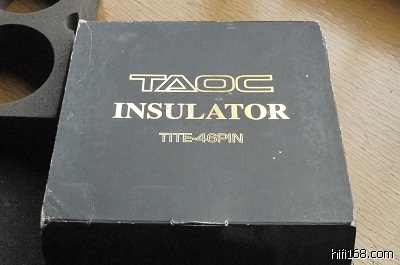 TAOC
INSULATOR
TITE-46PIN
hifi168.com